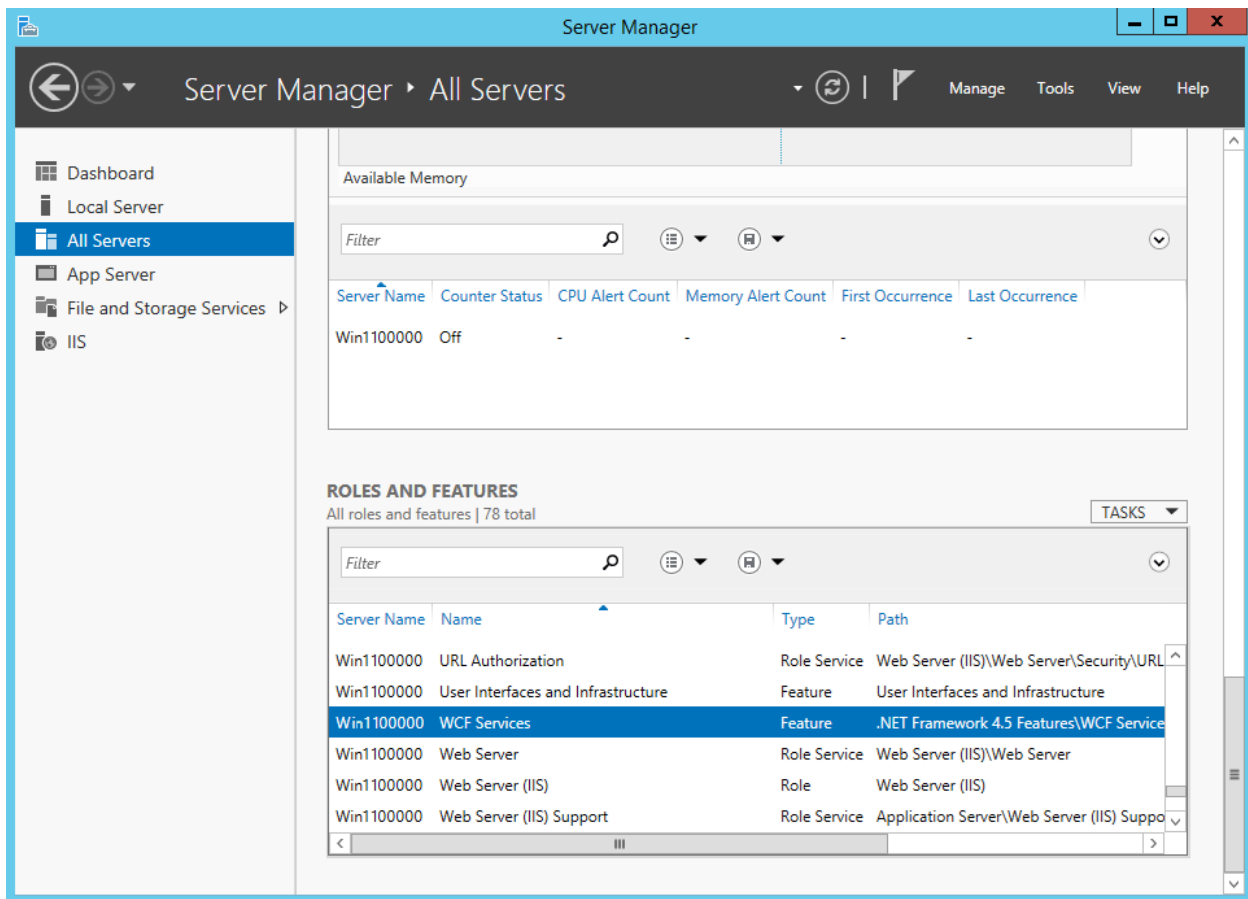 Server Manager
Server Manager ‣ All Servers
Manage Tools View Help
Dashboard
Local Server
All Servers
App Server
File and Storage Services
IIS
Available Memory
Filter
Server Name Counter Status CPU Alert Count Memory Alert Count First Occurrence Last Occurrence
Win1100000 Off - - - -
ROLES AND FEATURES
All roles and features | 78 total
TASKS
Filter
Server Name Name Type Path
Win1100000 URL Authorization Role Service Web Server (IIS)\Web Server\Security\URL
Win1100000 User Interfaces and Infrastructure Feature User Interfaces and Infrastructure
Win1100000 WCF Services Feature .NET Framework 4.5 Features\WCF Service
Win1100000 Web Server Role Service Web Server (IIS)\Web Server
Win1100000 Web Server (IIS) Role Web Server (IIS)
Win1100000 Web Server (IIS) Support Role Service Application Server\Web Server (IIS) Suppo